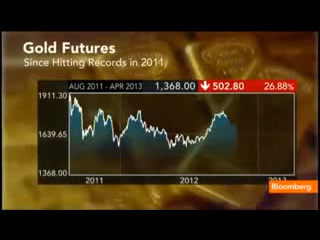 Gold Futures
Since Hitting Records in 2011
AUG 2011 - APR 2013 1,368.00 502.80 26.88%
1911.30
1639.65
1368.00
2011 2012 2013
Bloomberg